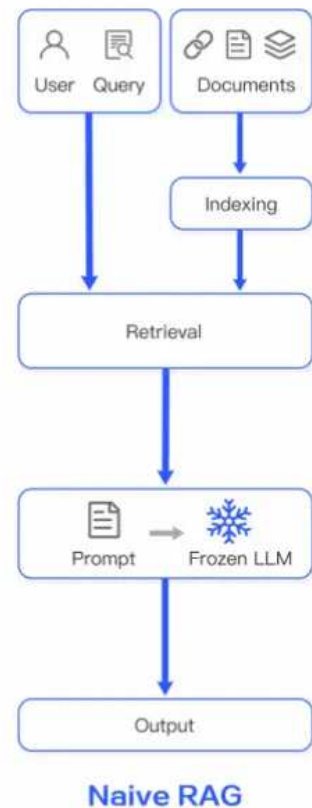 User Query
Documents
Indexing
Retrieval
Prompt Frozen LLM
Output
Naive RAG